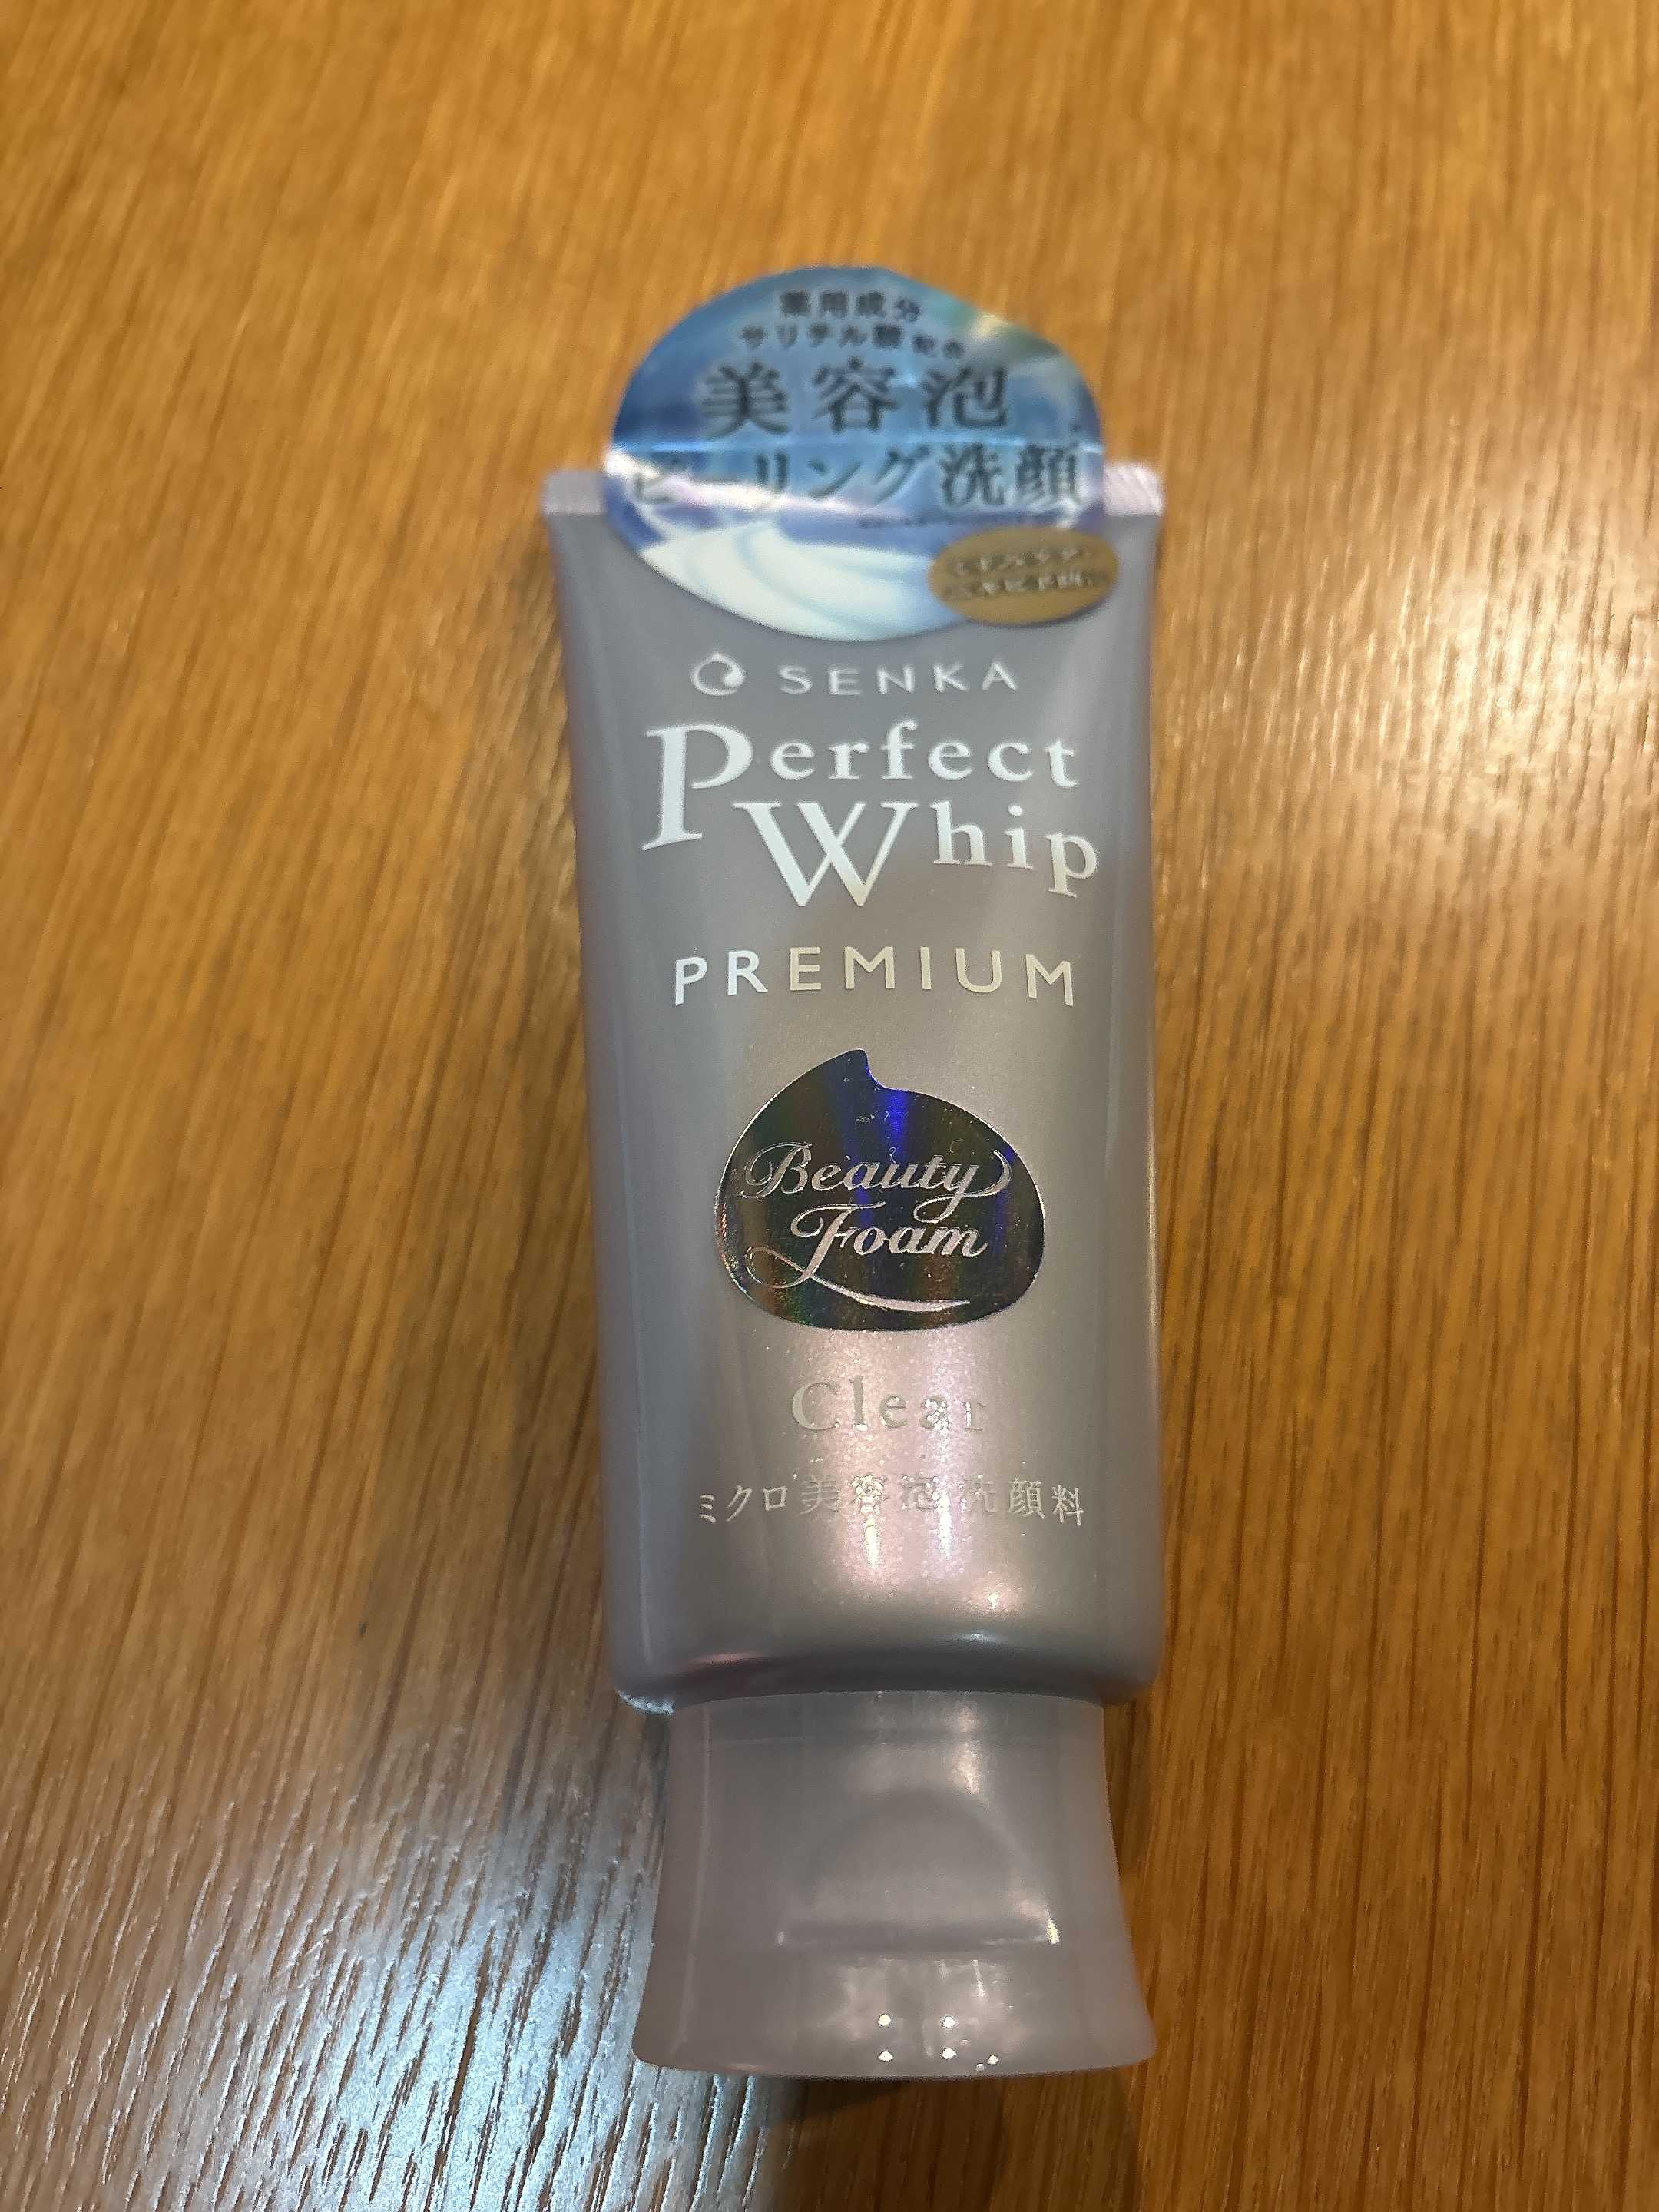 薬用成分
サリチル酸 配合
美容泡
ピーリング洗顔
SENKA
Perfect
Whip
PREMIUM
Beauty
Foam
Clear
ミクロ美容泡 洗顔料